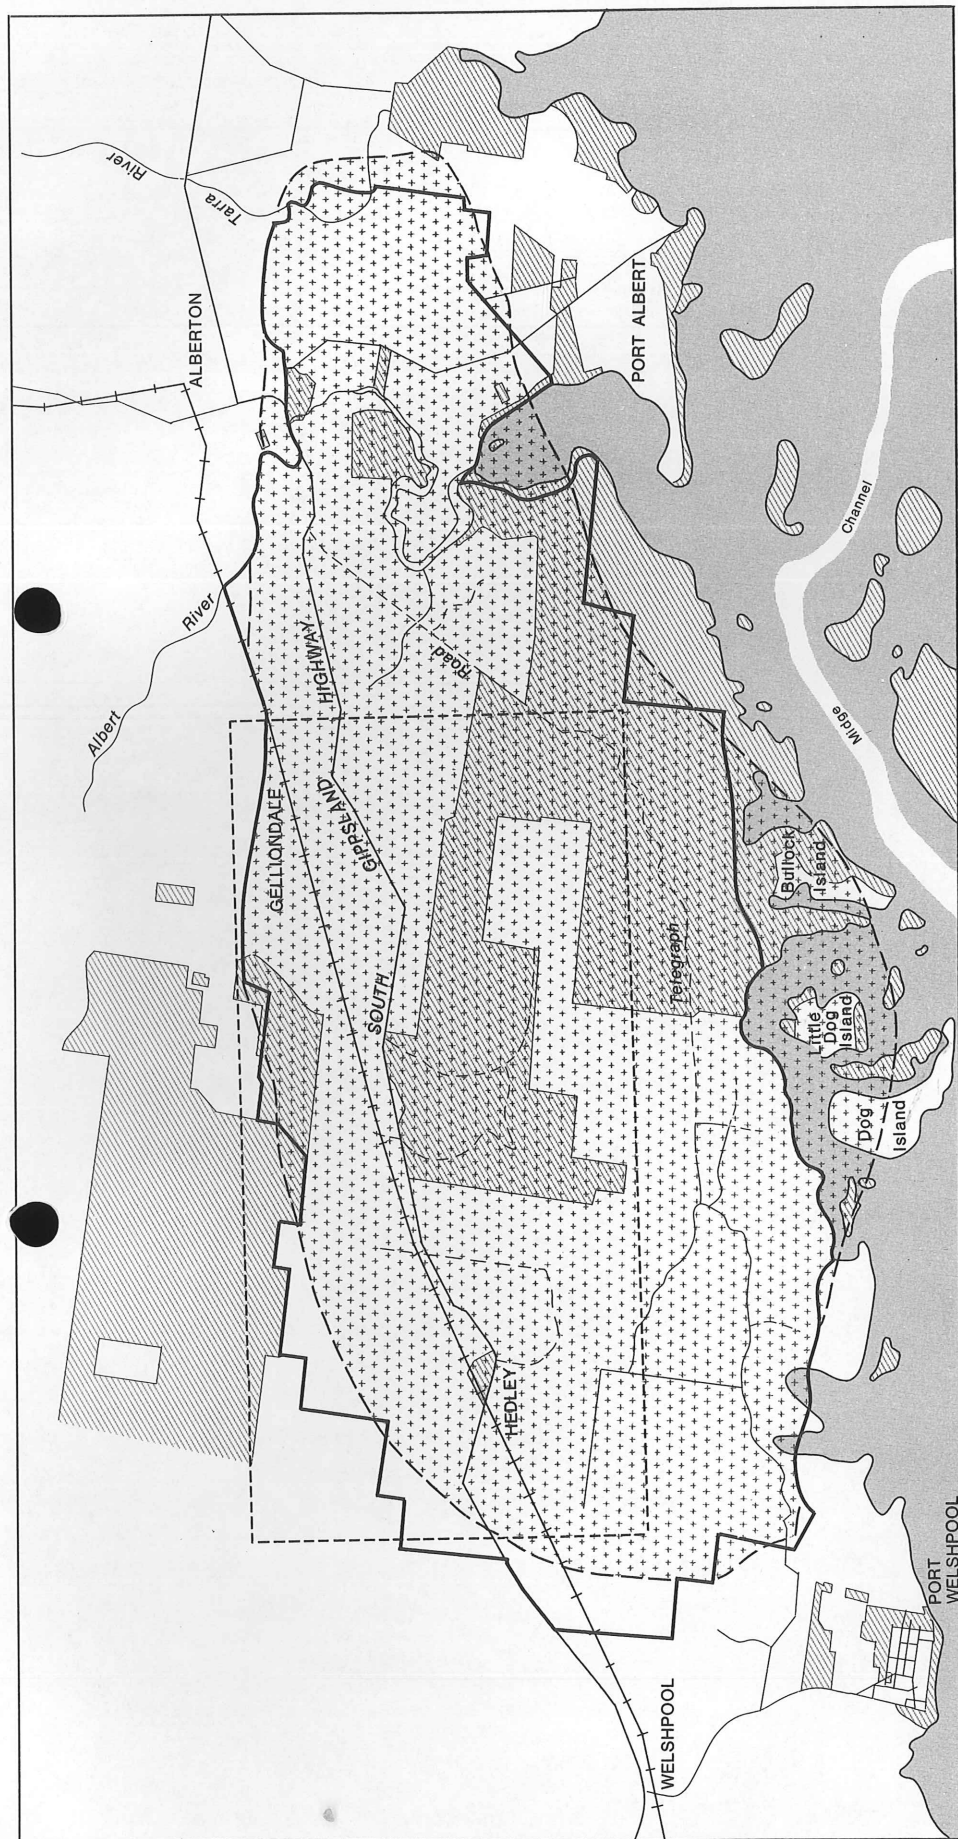 River
Tarra
ALBERTON
PORT ALBERT
Channel
River
Albert
HIGHWAY
Road
Midge
GELLIONDALE
GIPPSLAND
SOUTH
Bullock
Island
Telegraph
Little
Dog
Island
Dog
Island
HEDLEY
PORT
WELSHPOOL
WELSHPOOL